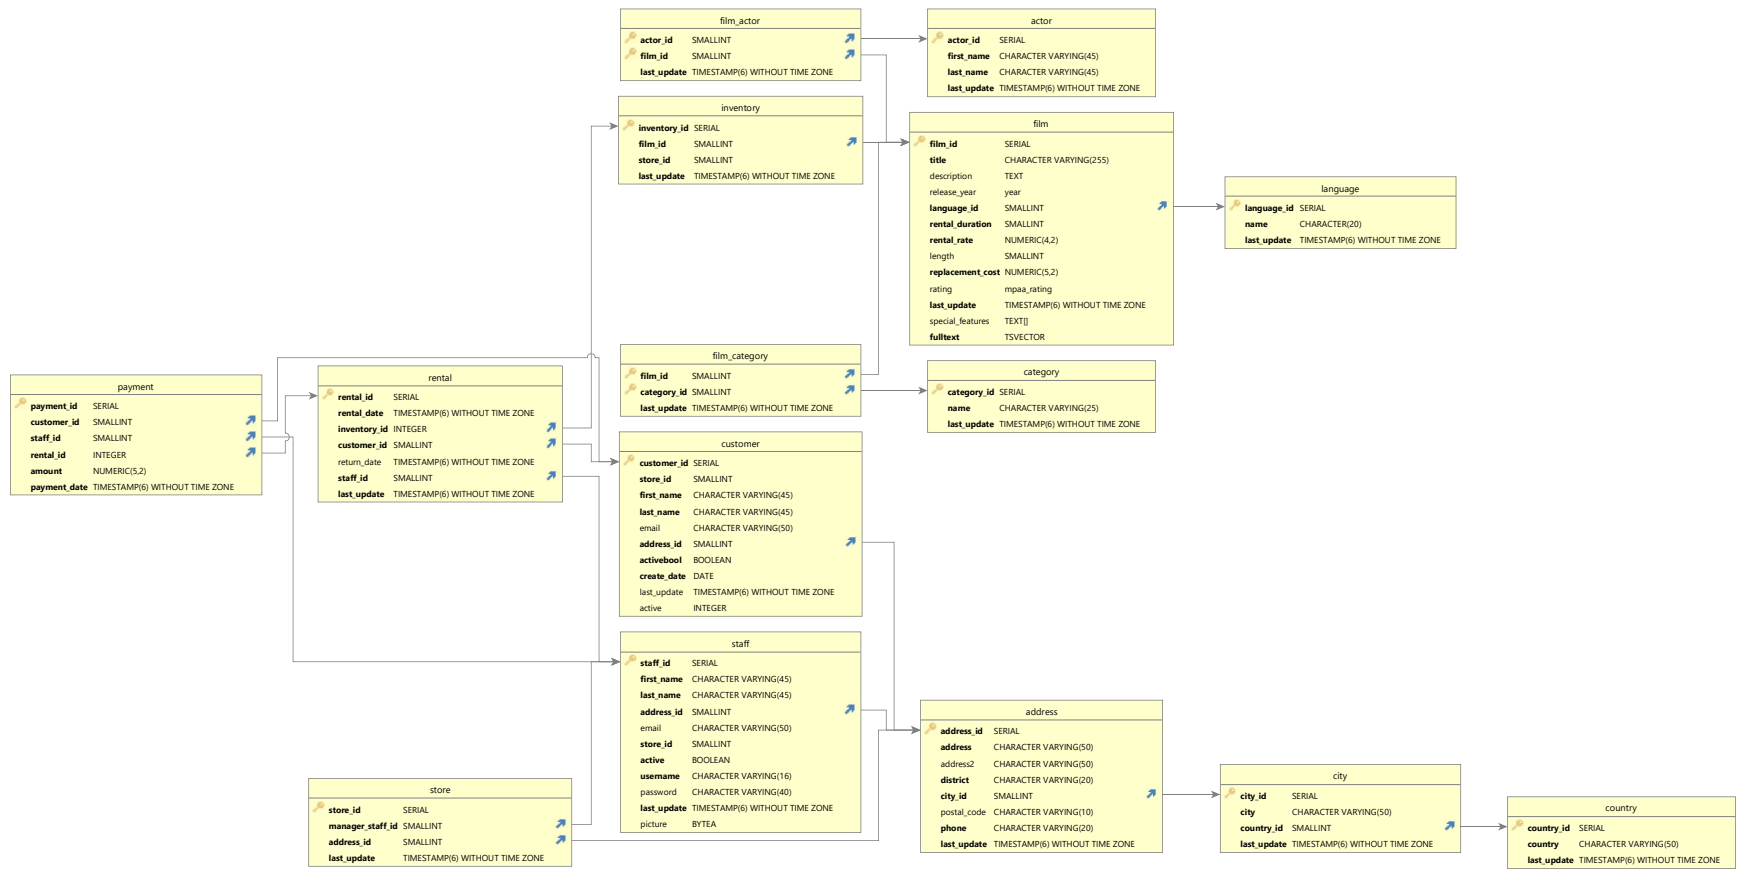 film_actor
actor_id SMALLINT
film_id SMALLINT
last_update TIMESTAMP(6) WITHOUT TIME ZONE
actor
actor_id SERIAL
first_name CHARACTER VARYING(45)
last_name CHARACTER VARYING(45)
last_update TIMESTAMP(6) WITHOUT TIME ZONE
inventory
inventory_id SERIAL
film_id SMALLINT
store_id SMALLINT
last_update TIMESTAMP(6) WITHOUT TIME ZONE
film
film_id SERIAL
title CHARACTER VARYING(255)
description TEXT
release_year year
language_id SMALLINT
rental_duration SMALLINT
rental_rate NUMERIC(4,2)
length SMALLINT
replacement_cost NUMERIC(5,2)
rating mpaa_rating
last_update TIMESTAMP(6) WITHOUT TIME ZONE
special_features TEXT[]
fulltext TSVECTOR
language
language_id SERIAL
name CHARACTER(20)
last_update TIMESTAMP(6) WITHOUT TIME ZONE
film_category
film_id SMALLINT
category_id SMALLINT
last_update TIMESTAMP(6) WITHOUT TIME ZONE
category
category_id SERIAL
name CHARACTER VARYING(25)
last_update TIMESTAMP(6) WITHOUT TIME ZONE
payment
payment_id SERIAL
customer_id SMALLINT
staff_id SMALLINT
rental_id INTEGER
amount NUMERIC(5,2)
payment_date TIMESTAMP(6) WITHOUT TIME ZONE
rental
rental_id SERIAL
rental_date TIMESTAMP(6) WITHOUT TIME ZONE
inventory_id INTEGER
customer_id SMALLINT
return_date TIMESTAMP(6) WITHOUT TIME ZONE
staff_id SMALLINT
last_update TIMESTAMP(6) WITHOUT TIME ZONE
customer
customer_id SERIAL
store_id SMALLINT
first_name CHARACTER VARYING(45)
last_name CHARACTER VARYING(45)
email CHARACTER VARYING(50)
address_id SMALLINT
activebool BOOLEAN
create_date DATE
last_update TIMESTAMP(6) WITHOUT TIME ZONE
active INTEGER
staff
staff_id SERIAL
first_name CHARACTER VARYING(45)
last_name CHARACTER VARYING(45)
address_id SMALLINT
email CHARACTER VARYING(50)
store_id SMALLINT
active BOOLEAN
username CHARACTER VARYING(16)
password CHARACTER VARYING(40)
last_update TIMESTAMP(6) WITHOUT TIME ZONE
picture BYTEA
store
store_id SERIAL
manager_staff_id SMALLINT
address_id SMALLINT
last_update TIMESTAMP(6) WITHOUT TIME ZONE
address
address_id SERIAL
address CHARACTER VARYING(50)
address2 CHARACTER VARYING(50)
district CHARACTER VARYING(20)
city_id SMALLINT
postal_code CHARACTER VARYING(10)
phone CHARACTER VARYING(20)
last_update TIMESTAMP(6) WITHOUT TIME ZONE
city
city_id SERIAL
city CHARACTER VARYING(50)
country_id SMALLINT
last_update TIMESTAMP(6) WITHOUT TIME ZONE
country
country_id SERIAL
country CHARACTER VARYING(50)
last_update TIMESTAMP(6) WITHOUT TIME ZONE